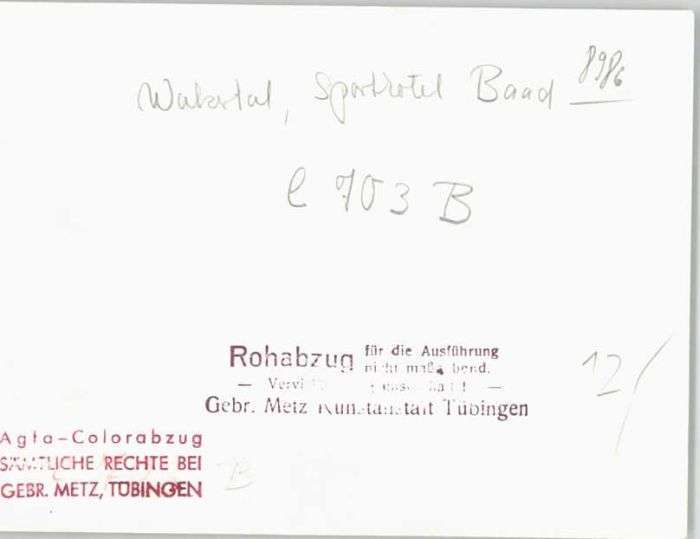 Walsertal, Sporthotel Baad 8986
C 703 B
Rohabzug für die Ausführung
nicht maßgebend.
Gebr. Metz Kunstanstalt Tübingen
12/
Agfa-Colorabzug
SÄMTLICHE RECHTE BEI
GEBR. METZ, TÜBINGEN
B